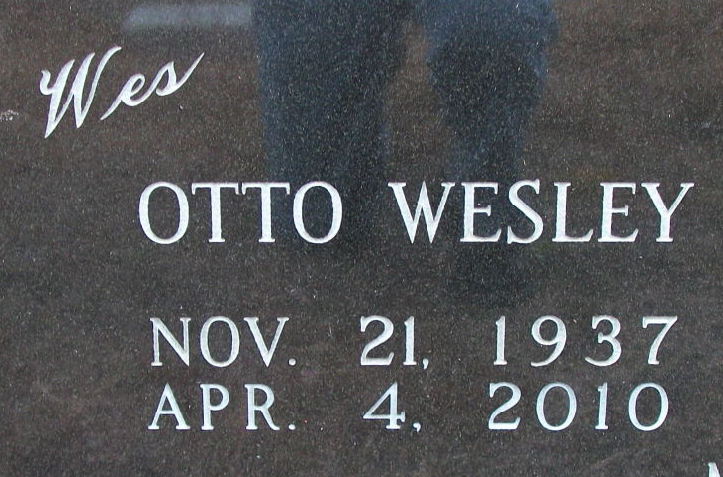 Wes
OTTO WESLEY
NOV. 21, 1937
APR. 4, 2010